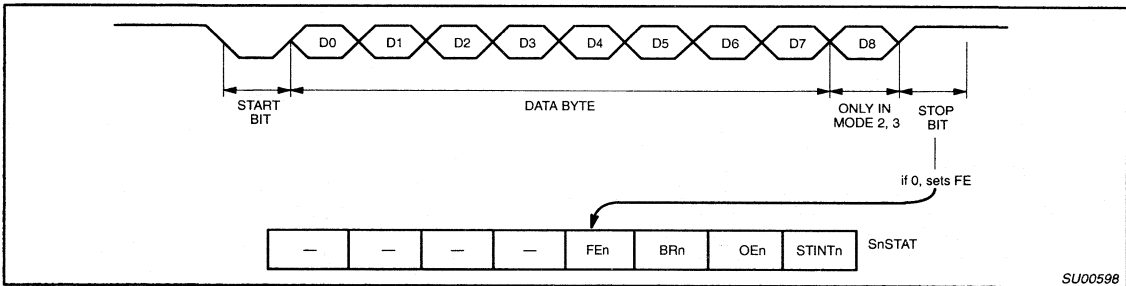 D0 D1 D2 D3 D4 D5 D6 D7 D8
START
BIT
DATA BYTE
ONLY IN
MODE 2, 3
STOP
BIT
if 0, sets FE
— — — — FEn BRn OEn STINTn SnSTAT
SU00598